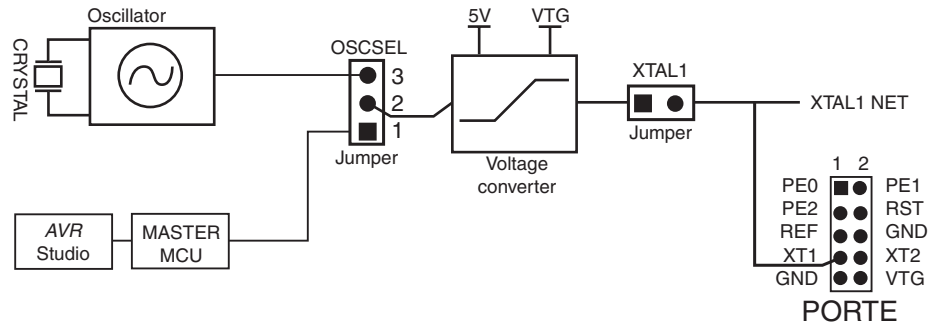 Oscillator
CRYSTAL
OSCSEL
3
2
1
Jumper
5V VTG
Voltage
converter
XTAL1
Jumper
XTAL1 NET
AVR
Studio
MASTER
MCU
1 2
PE0 PE1
PE2 RST
REF GND
XT1 XT2
GND VTG
PORTE